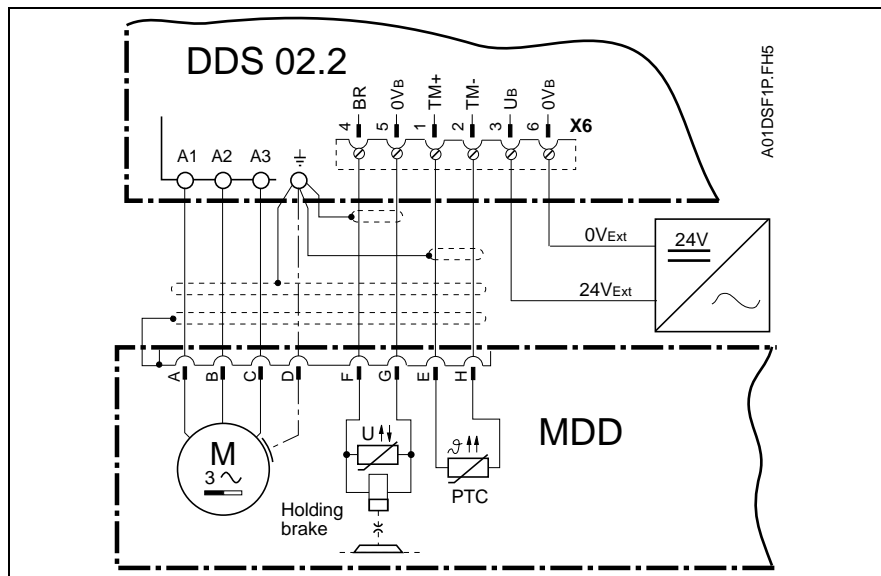 DDS 02.2
A01DSF1P.FH5
BR 0VB TM+ TM- UB 0VB
4 5 1 2 3 6 X6
A1 A2 A3
0VExt 24V
24VExt
A B C D F G E H
MDD
U
ϑ
M
3
PTC
Holding
brake